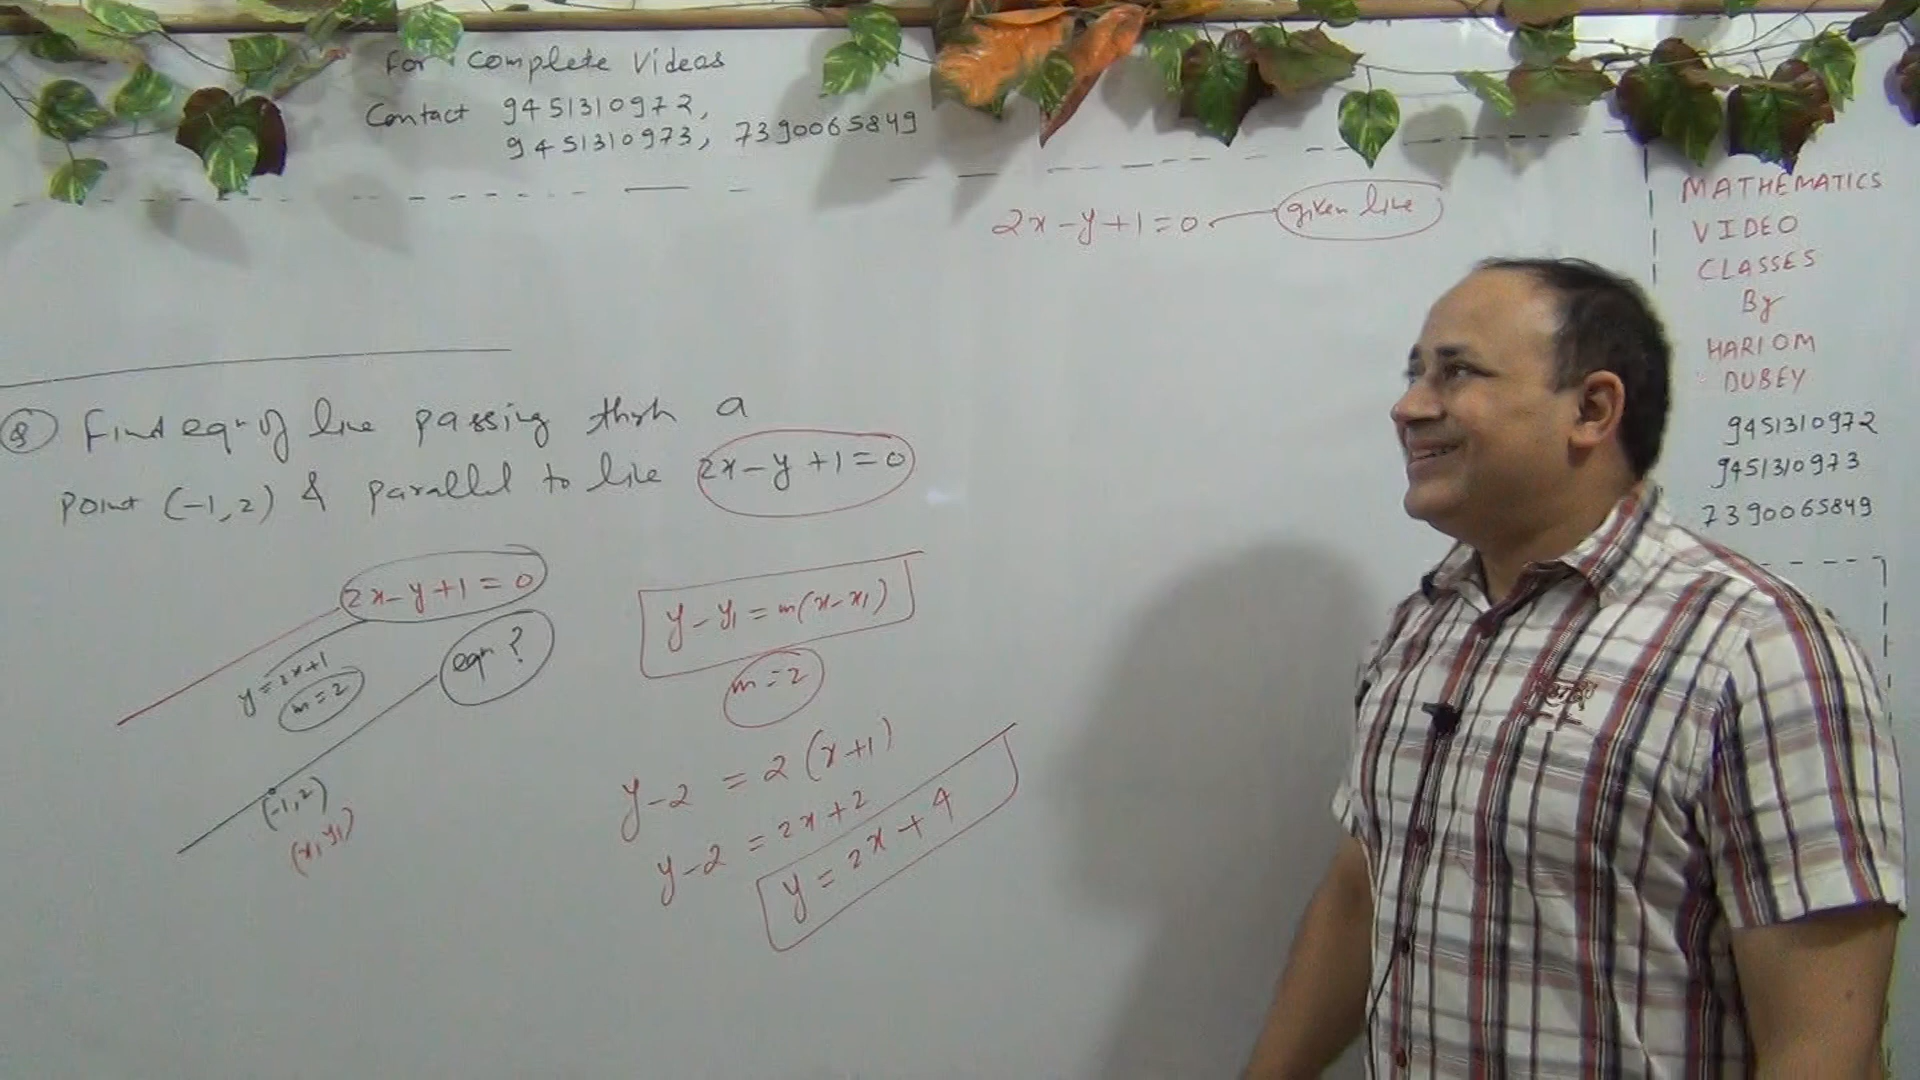 For Complete Videos
Contact 9451310972,
9451310973, 7390065849
2x-y+1=0 given line
MATHEMATICS
VIDEO
CLASSES
By
HARIOM
DUBEY
9451310972
9451310973
7390065849
Q Find eqn of line passing throh a
point (-1,2) & parallel to line 2x-y+1=0
2x-y+1=0
y=2x+1
m=2
eqn ?
(-1,2)
(x1,y1)
y-y1=m(x-x1)
m=2
y-2 = 2(x+1)
y-2 = 2x+2
y=2x+4